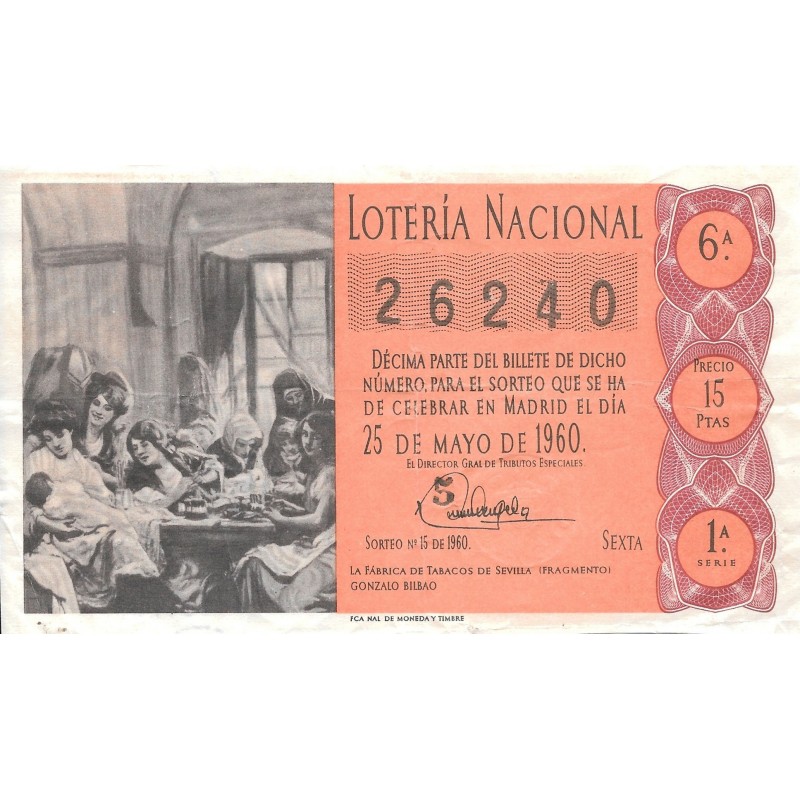 LOTERÍA NACIONAL
26240
DÉCIMA PARTE DEL BILLETE DE DICHO
NÚMERO, PARA EL SORTEO QUE SE HA
DE CELEBRAR EN MADRID EL DÍA
25 DE MAYO DE 1960.
EL DIRECTOR GRAL DE TRIBUTOS ESPECIALES.
5
SORTEO Nº 15 DE 1960.
SEXTA
LA FÁBRICA DE TABACOS DE SEVILLA (FRAGMENTO)
GONZALO BILBAO
FCA NAL DE MONEDA Y TIMBRE
6ª.
PRECIO
15
PTAS
1ª.
SERIE